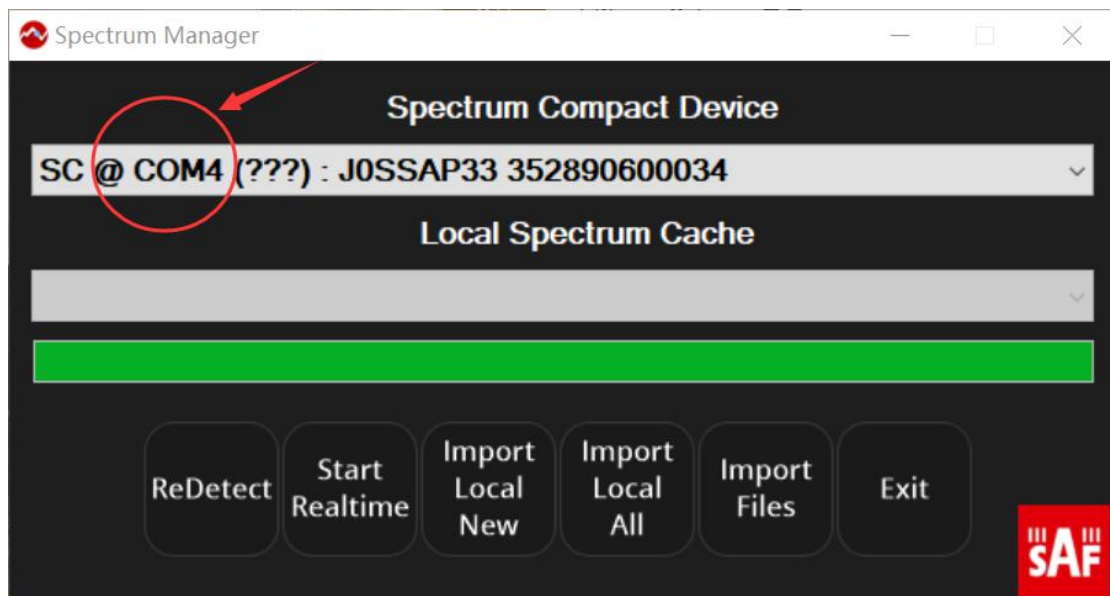 Spectrum Manager
Spectrum Compact Device
SC @ COM4 (???) : J0SSAP33 352890600034
Local Spectrum Cache
ReDetect
Start
Realtime
Import
Local
New
Import
Local
All
Import
Files
Exit
SAF